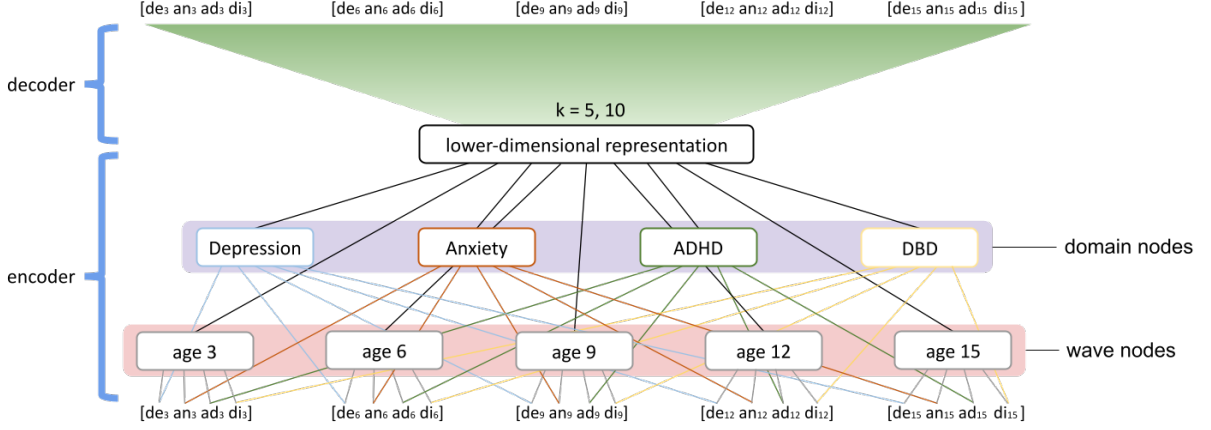 [de₃ an₃ ad₃ di₃] [de₆ an₆ ad₆ di₆] [de₉ an₉ ad₉ di₉] [de₁₂ an₁₂ ad₁₂ di₁₂] [de₁₅ an₁₅ ad₁₅ di₁₅]
decoder
k = 5, 10
lower-dimensional representation
encoder
Depression Anxiety ADHD DBD domain nodes
age 3 age 6 age 9 age 12 age 15 wave nodes
[de₃ an₃ ad₃ di₃] [de₆ an₆ ad₆ di₆] [de₉ an₉ ad₉ di₉] [de₁₂ an₁₂ ad₁₂ di₁₂] [de₁₅ an₁₅ ad₁₅ di₁₅]